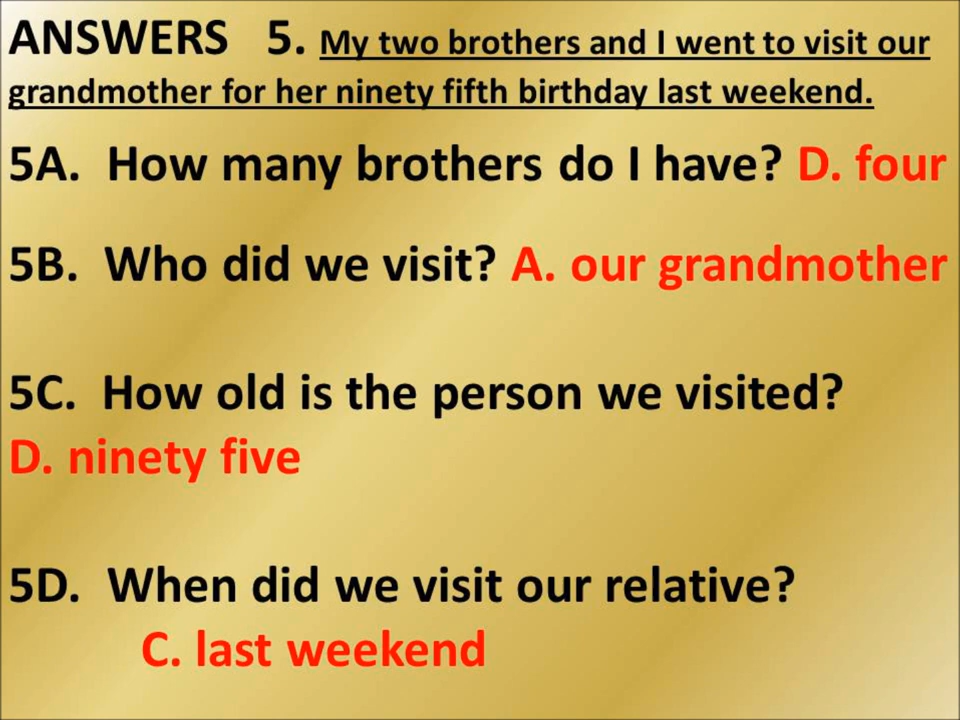 ANSWERS 5. My two brothers and I went to visit our
grandmother for her ninety fifth birthday last weekend.
5A. How many brothers do I have? D. four
5B. Who did we visit? A. our grandmother
5C. How old is the person we visited?
D. ninety five
5D. When did we visit our relative?
C. last weekend